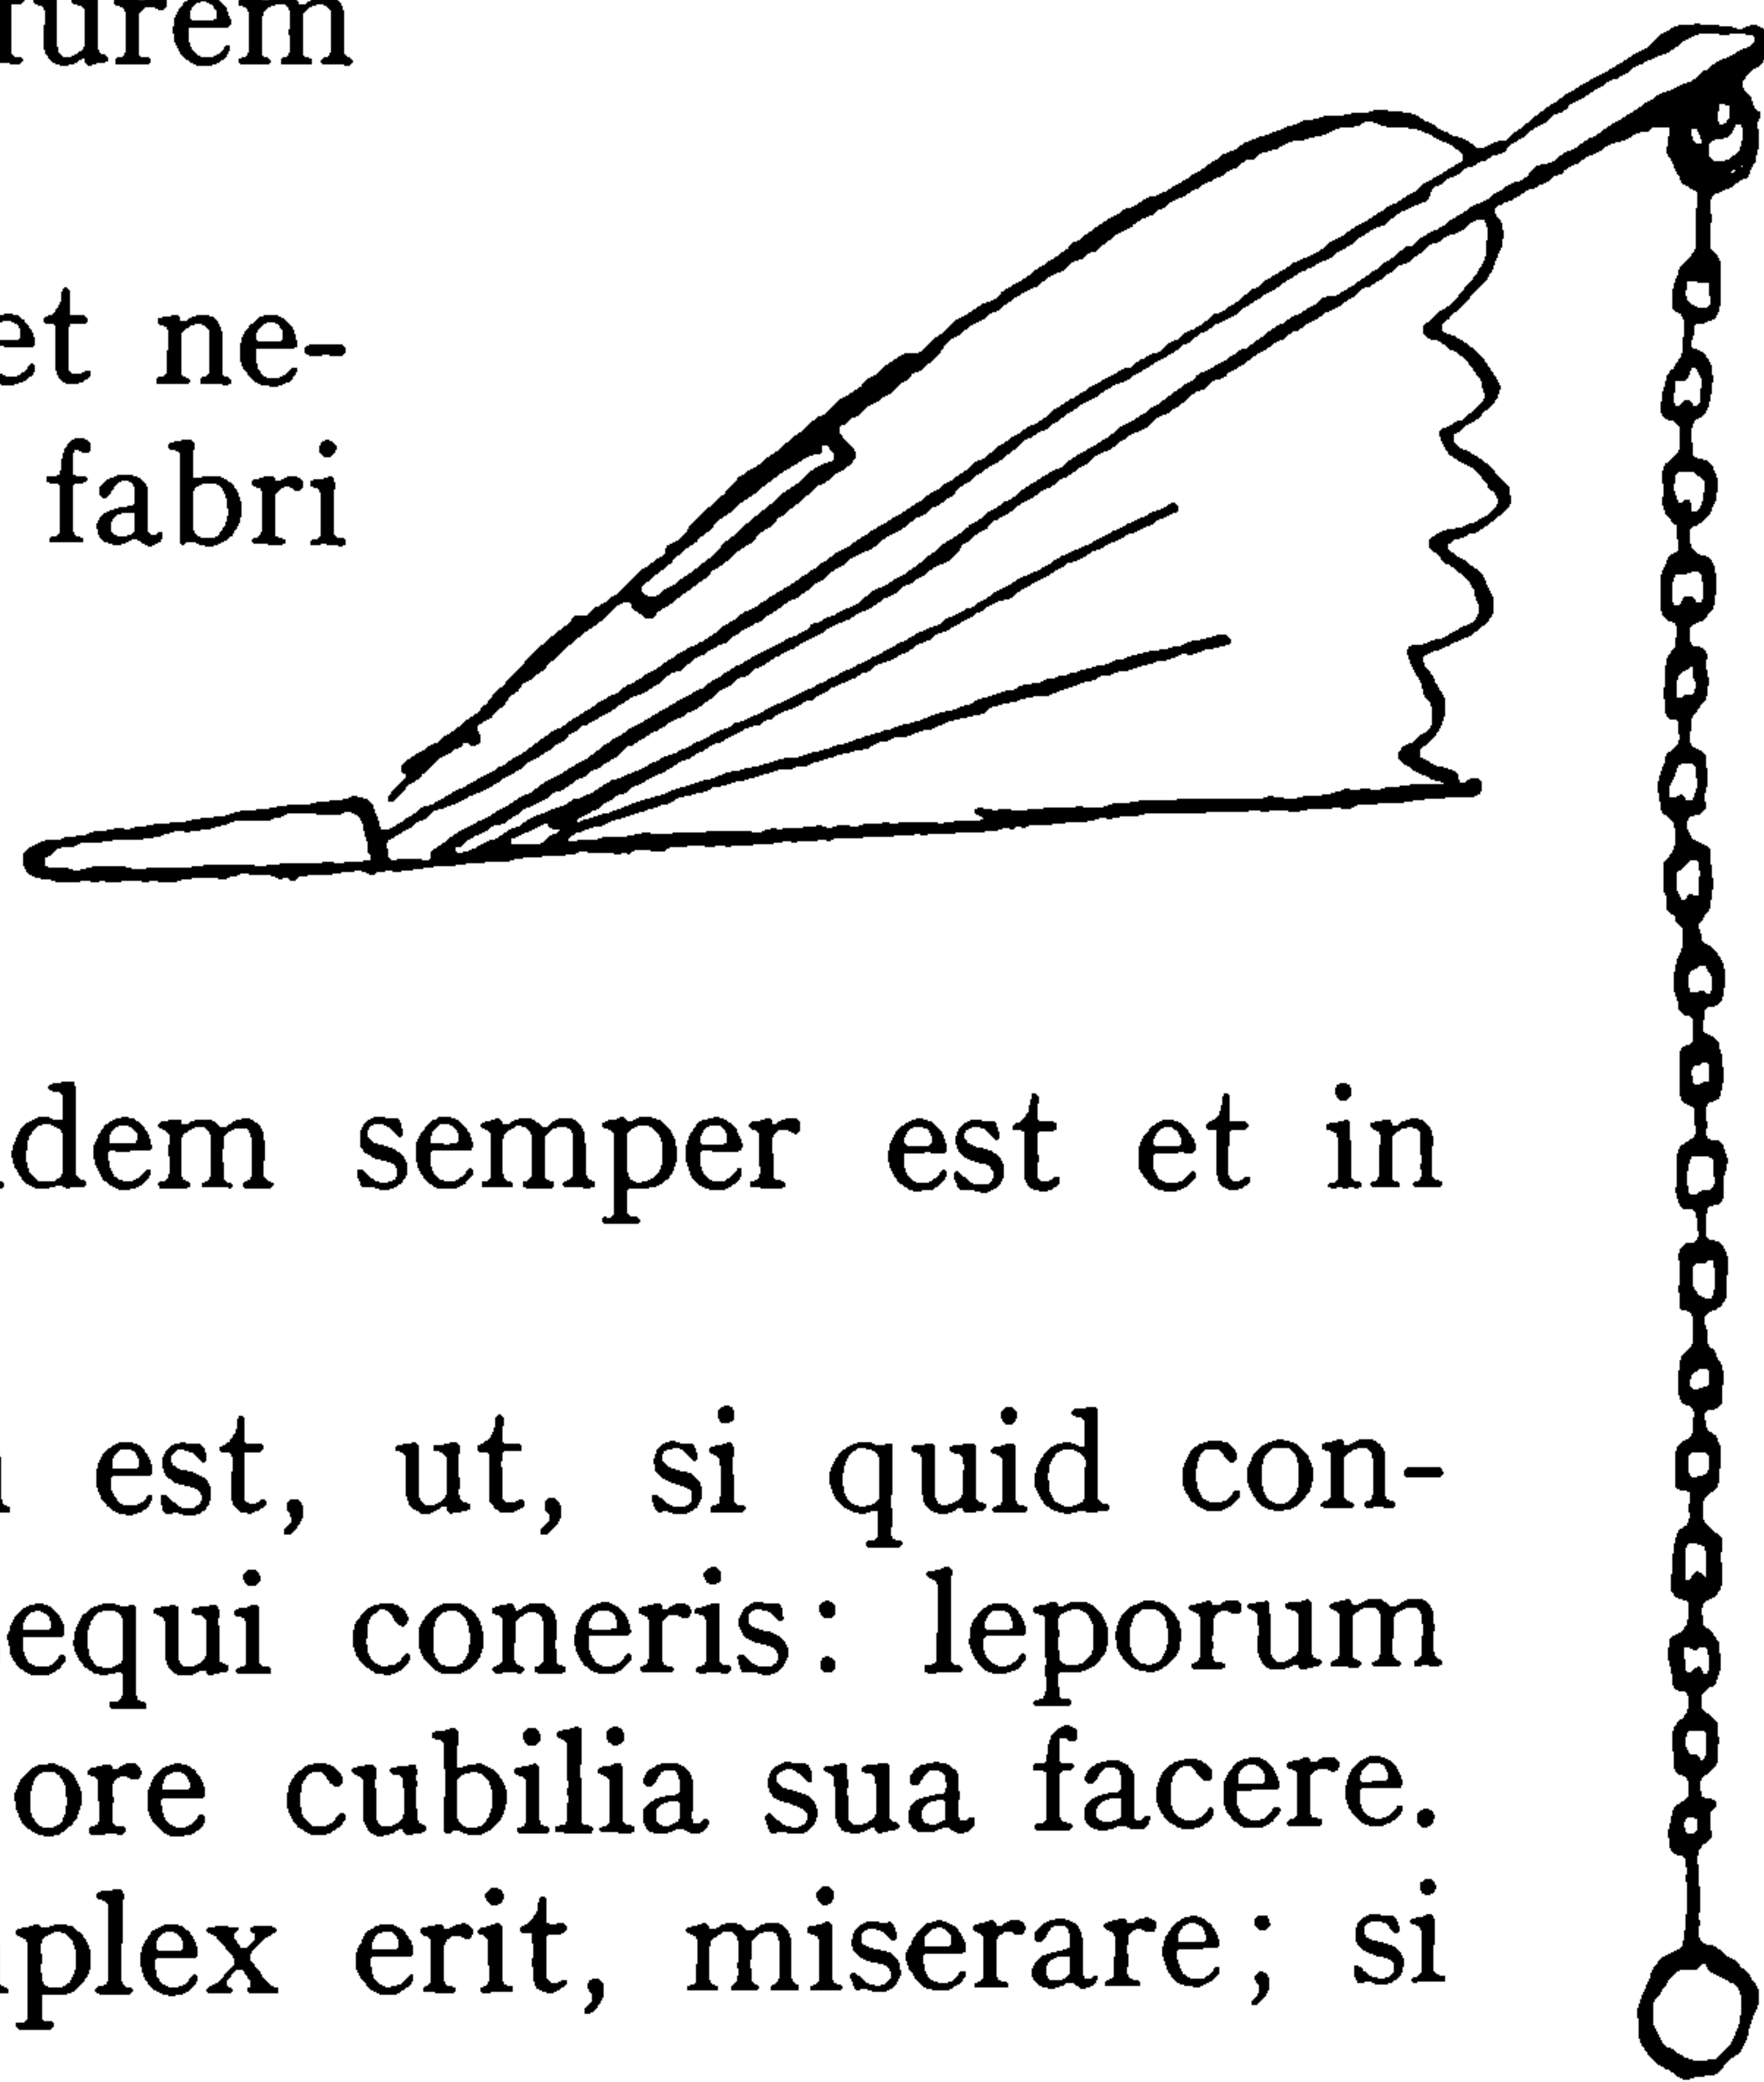 turem
et ne-
fabri
dem semper est et in
est, ut, si quid con-
equi coneris: leporum
ore cubilia sua facere.
plex erit, miserare; si